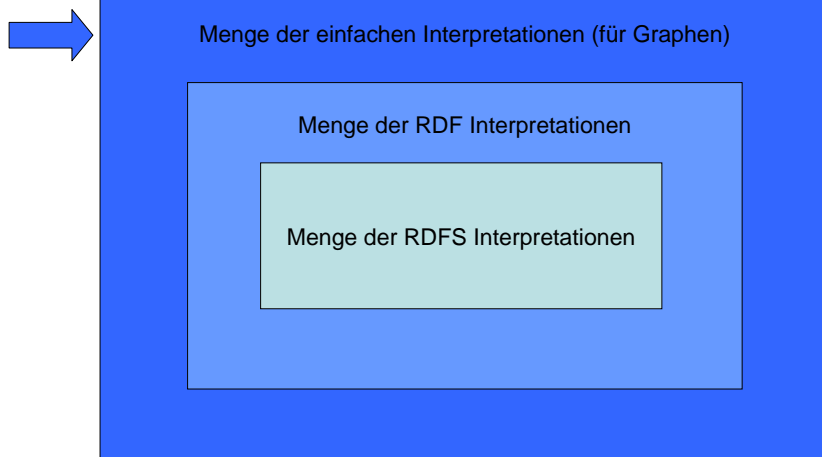 Menge der einfachen Interpretationen (für Graphen)
Menge der RDF Interpretationen
Menge der RDFS Interpretationen